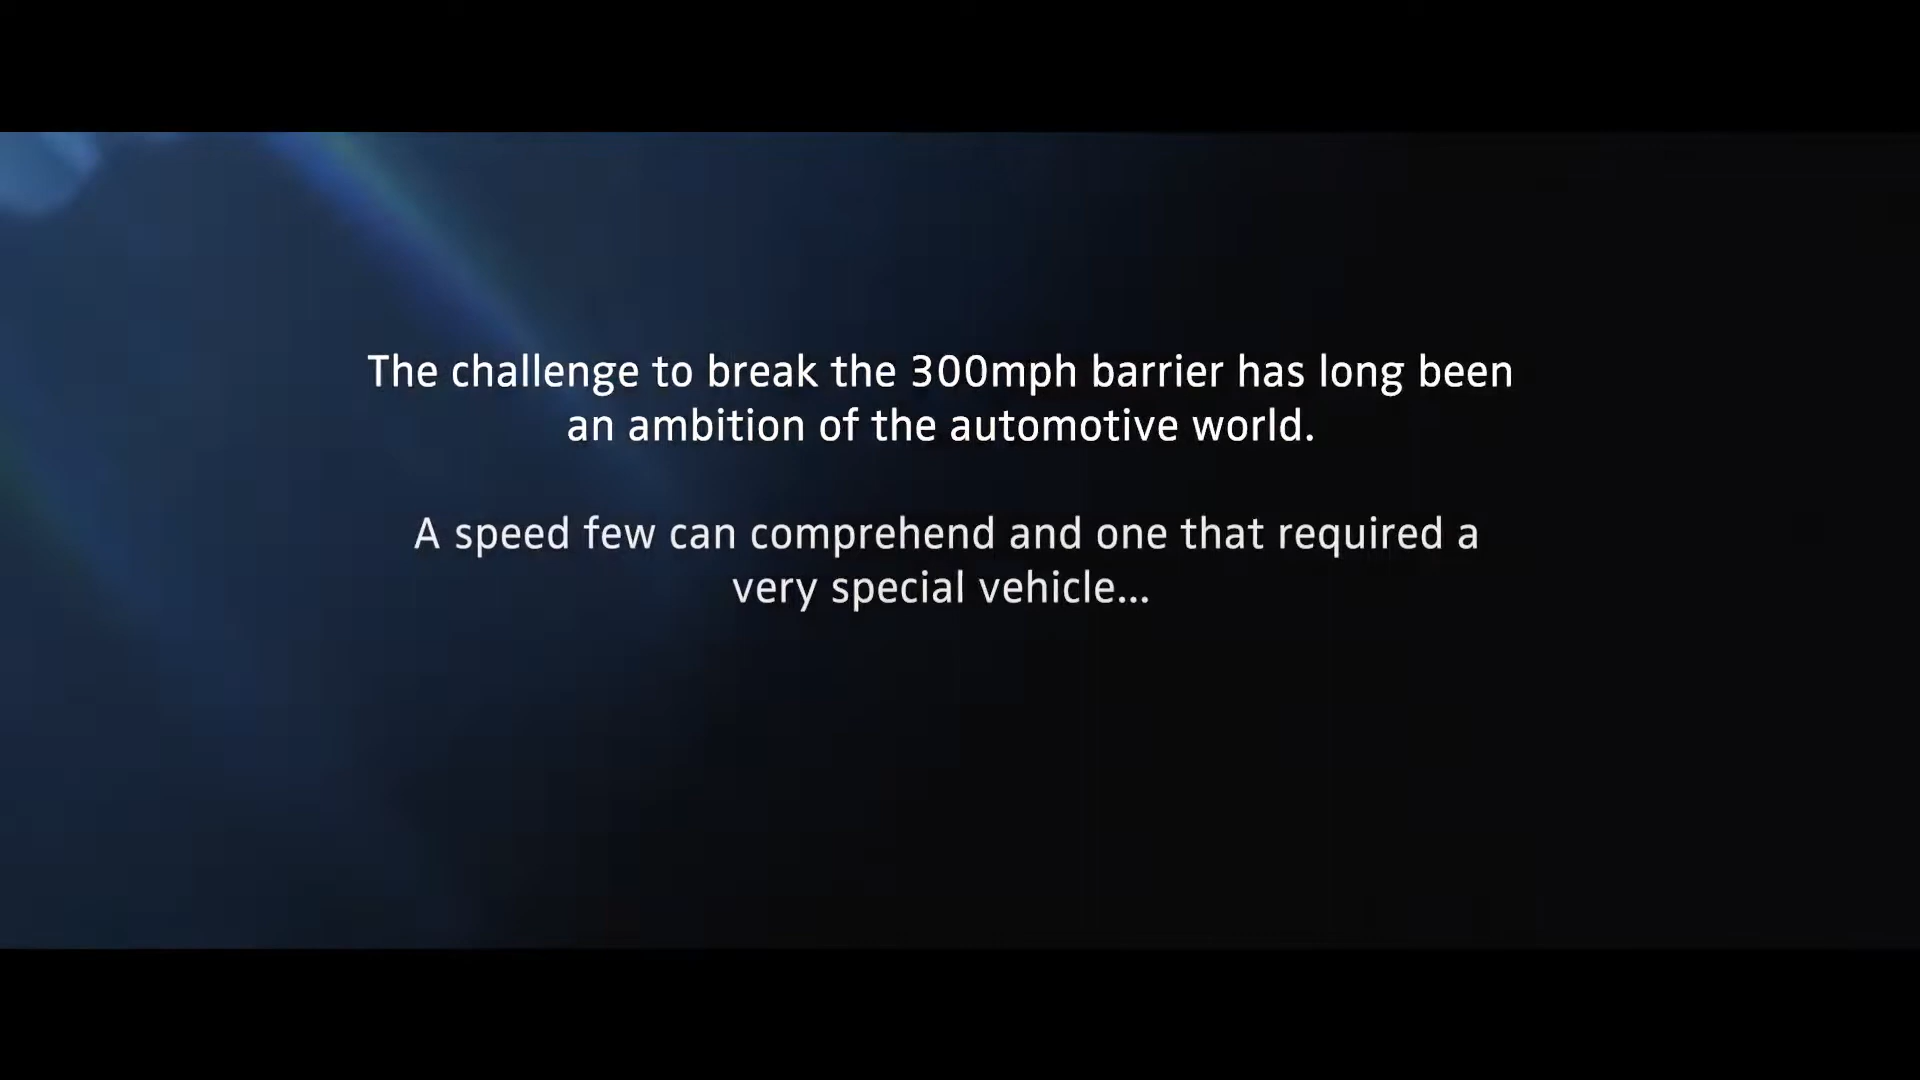 The challenge to break the 300mph barrier has long been
an ambition of the automotive world.
A speed few can comprehend and one that required a
very special vehicle...